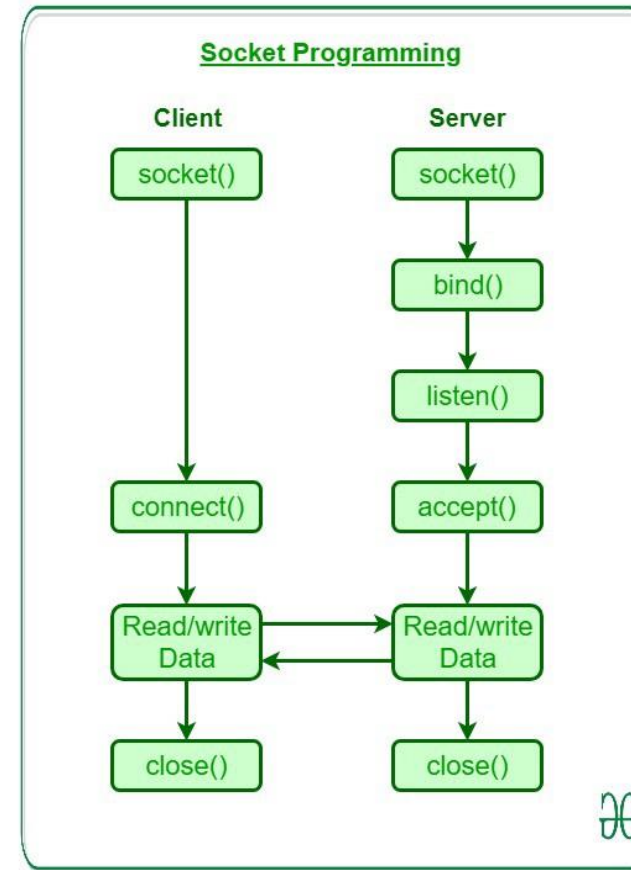 Socket Programming
Client
Server
socket()
socket()
bind()
listen()
connect()
accept()
Read/write
Data
Read/write
Data
close()
close()